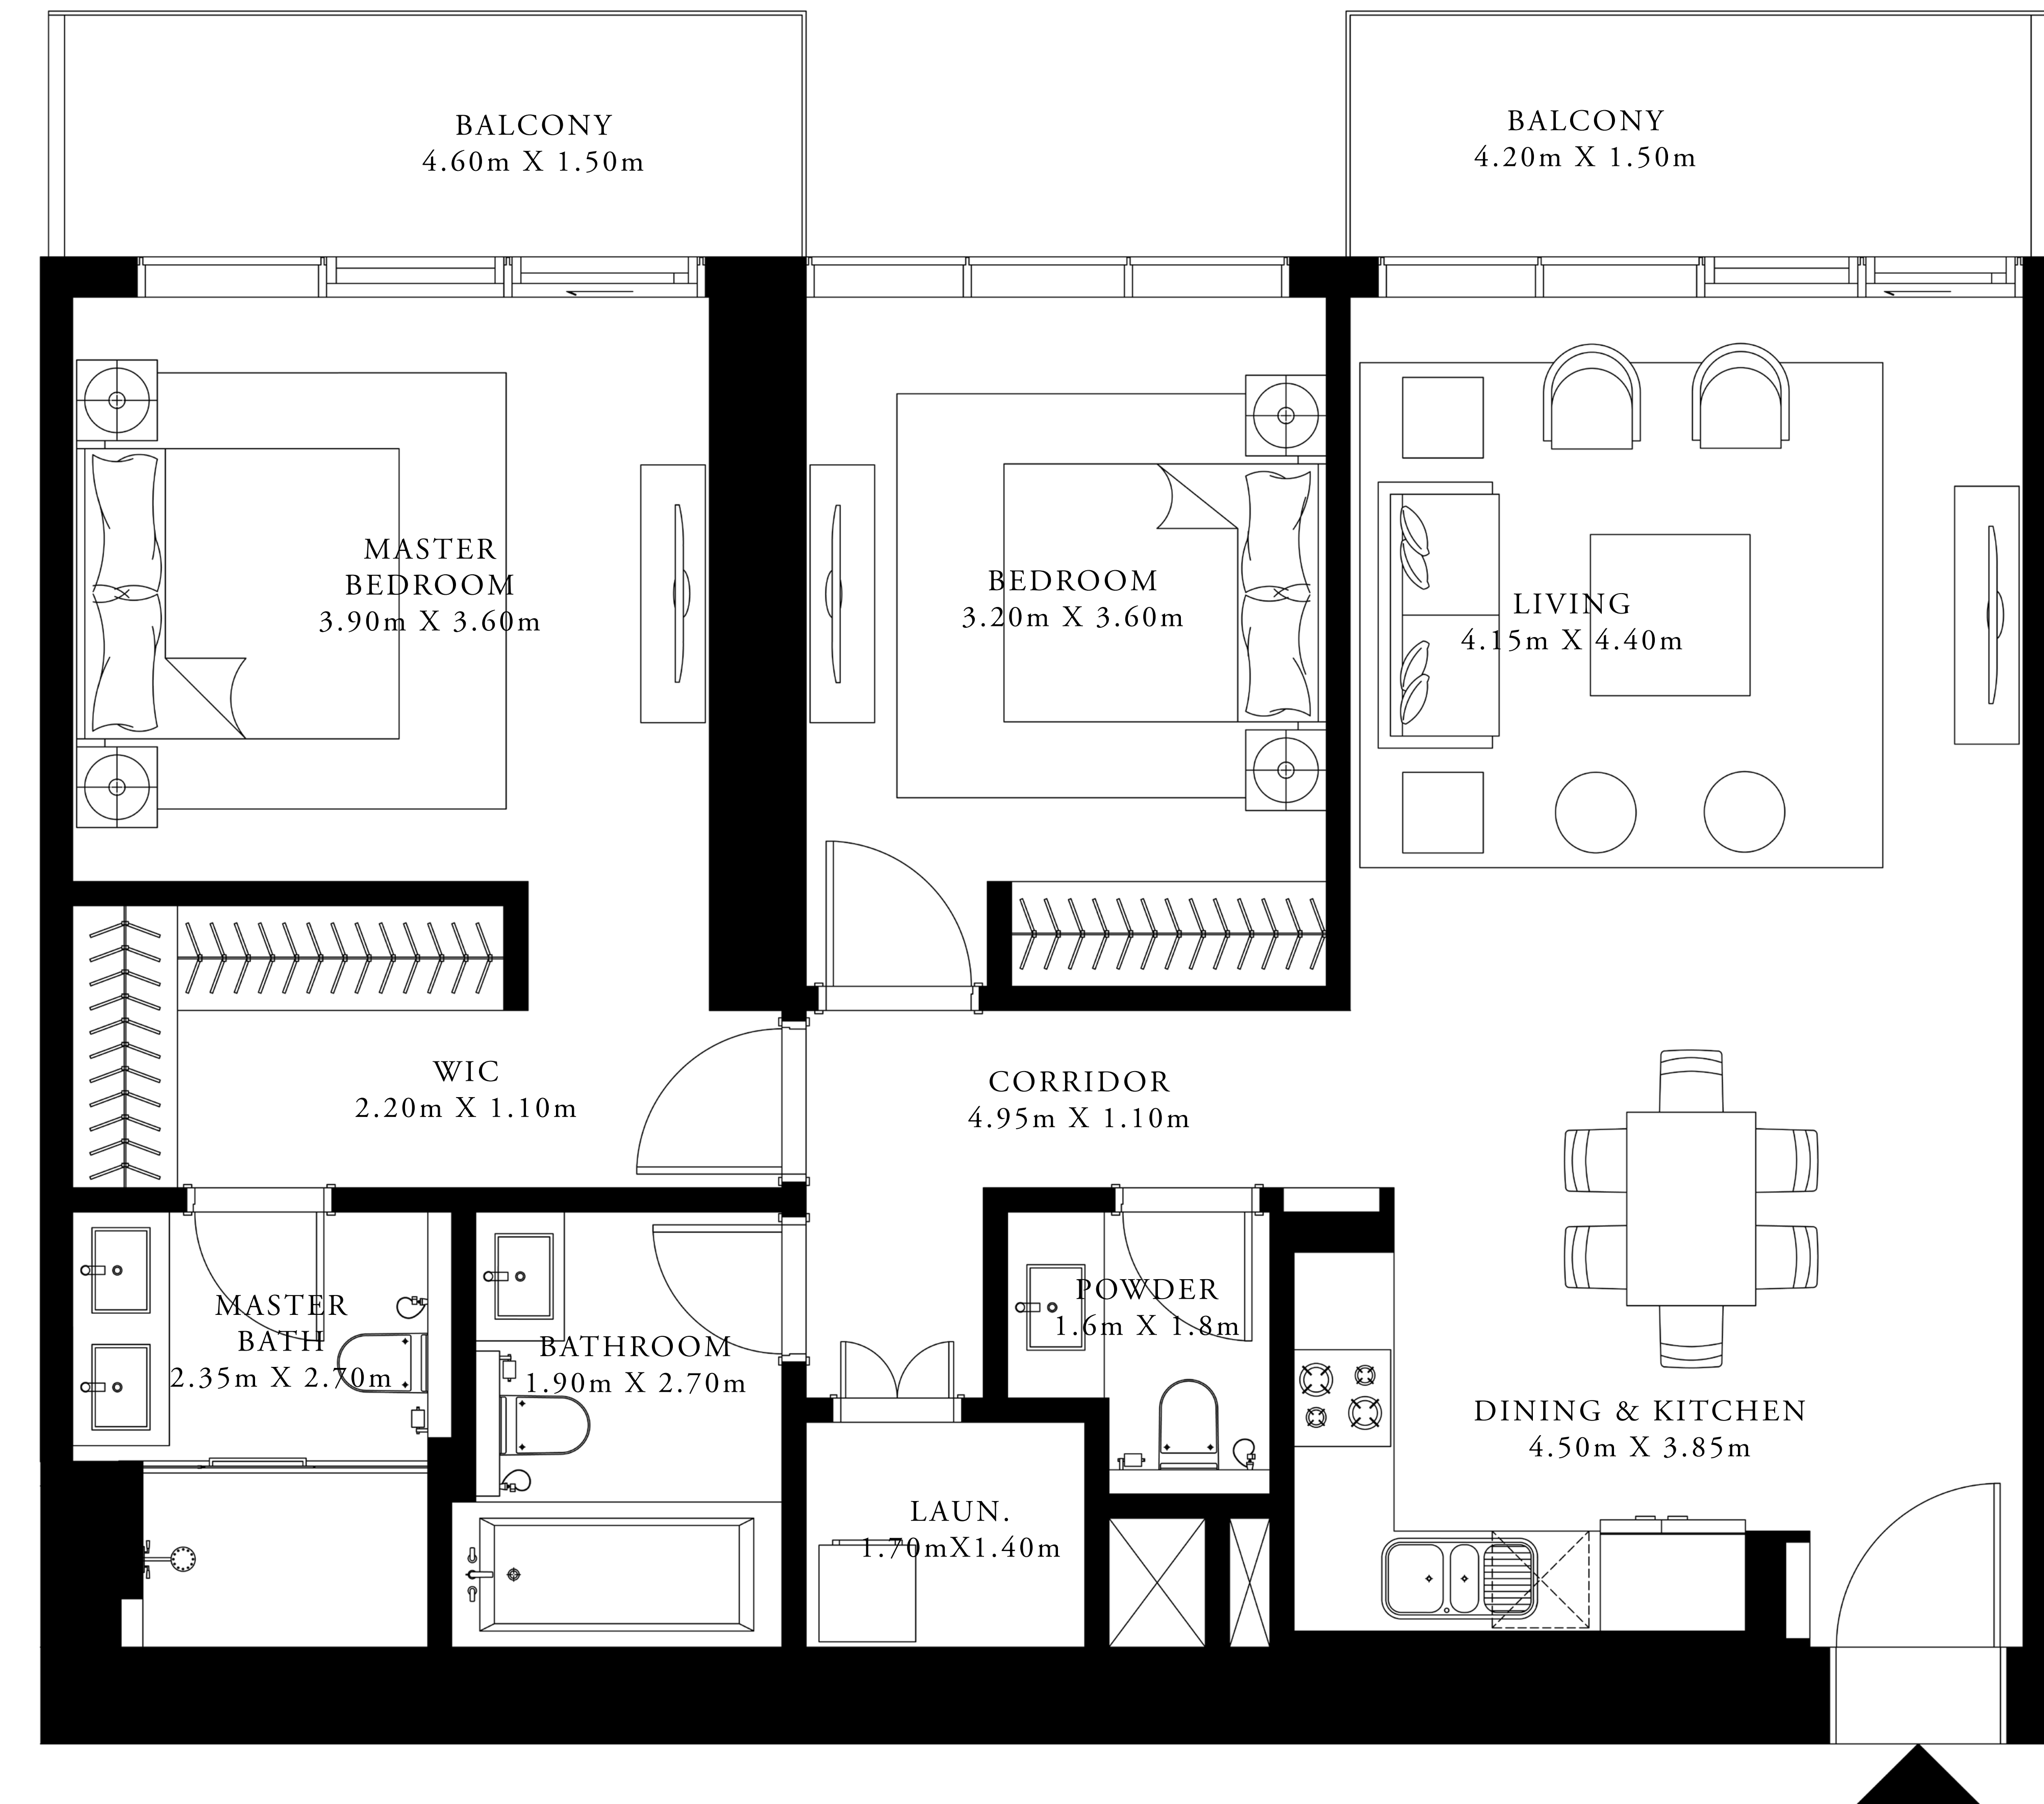 BALCONY
4.60m X 1.50m
BALCONY
4.20m X 1.50m
MASTER
BEDROOM
3.90m X 3.60m
BEDROOM
3.20m X 3.60m
LIVING
4.15m X 4.40m
WIC
2.20m X 1.10m
CORRIDOR
4.95m X 1.10m
MASTER
BATH
2.35m X 2.70m
BATHROOM
1.90m X 2.70m
POWDER
1.6m X 1.8m
DINING & KITCHEN
4.50m X 3.85m
LAUN.
1.70mX1.40m